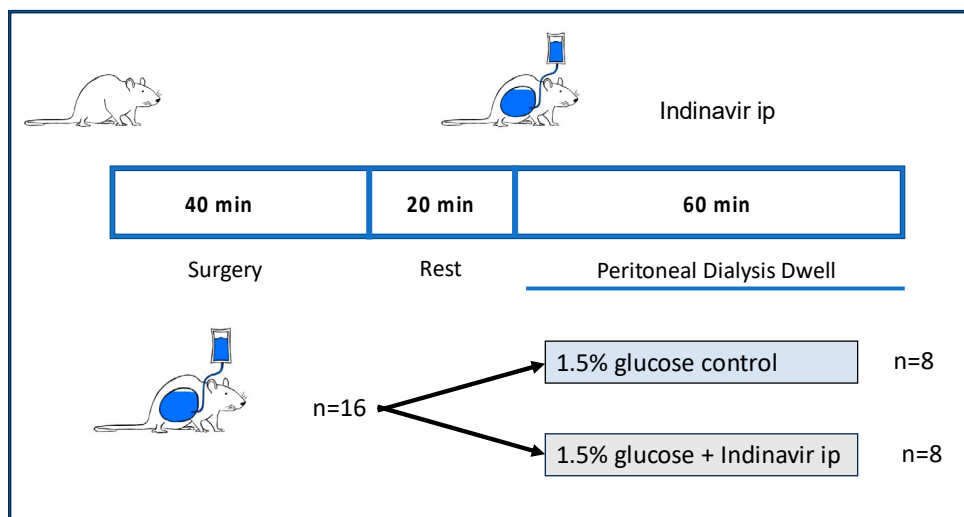 Indinavir ip
40 min
20 min
60 min
Surgery
Rest
Peritoneal Dialysis Dwell
1.5% glucose control
n=8
n=16
1.5% glucose + Indinavir ip
n=8